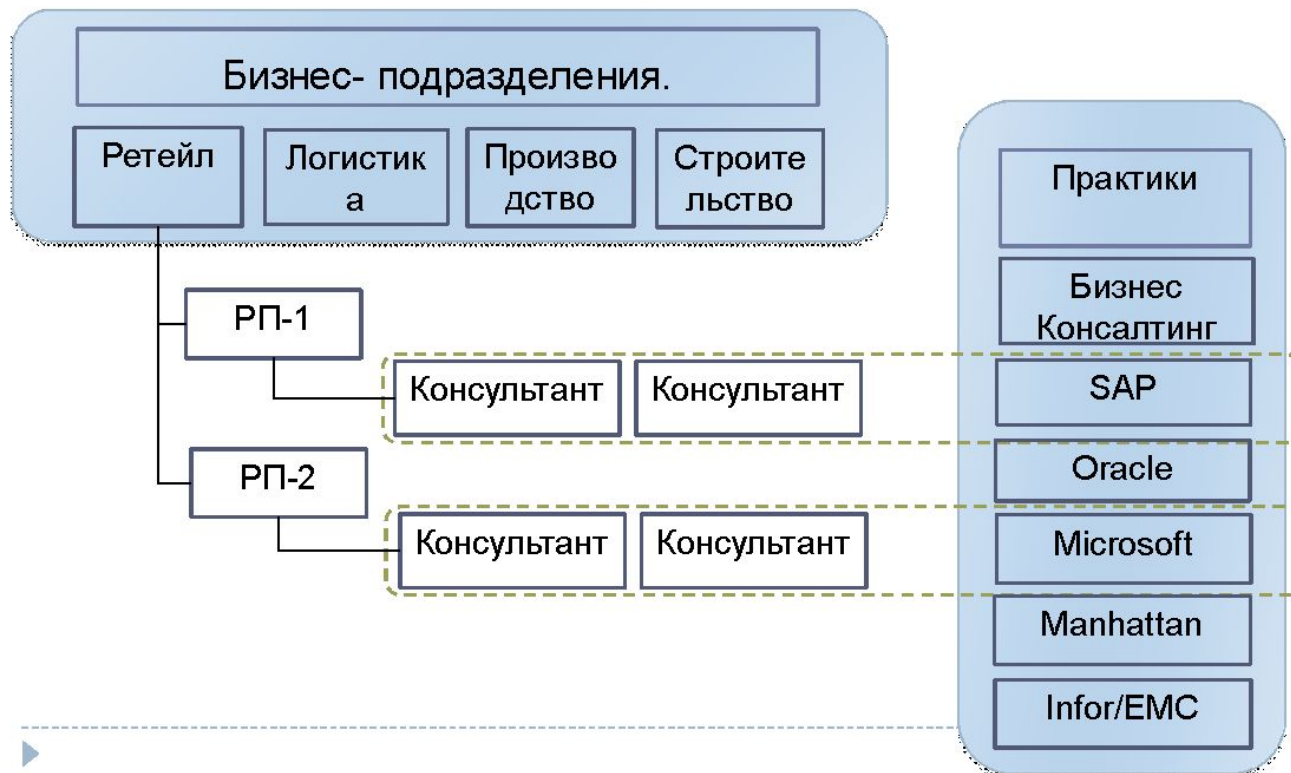 Бизнес- подразделения.
Ретейл
Логистик
а
Произво
дство
Строите
льство
Практики
Бизнес
Консалтинг
РП-1
Консультант
Консультант
SAP
РП-2
Oracle
Консультант
Консультант
Microsoft
Manhattan
Infor/EMC